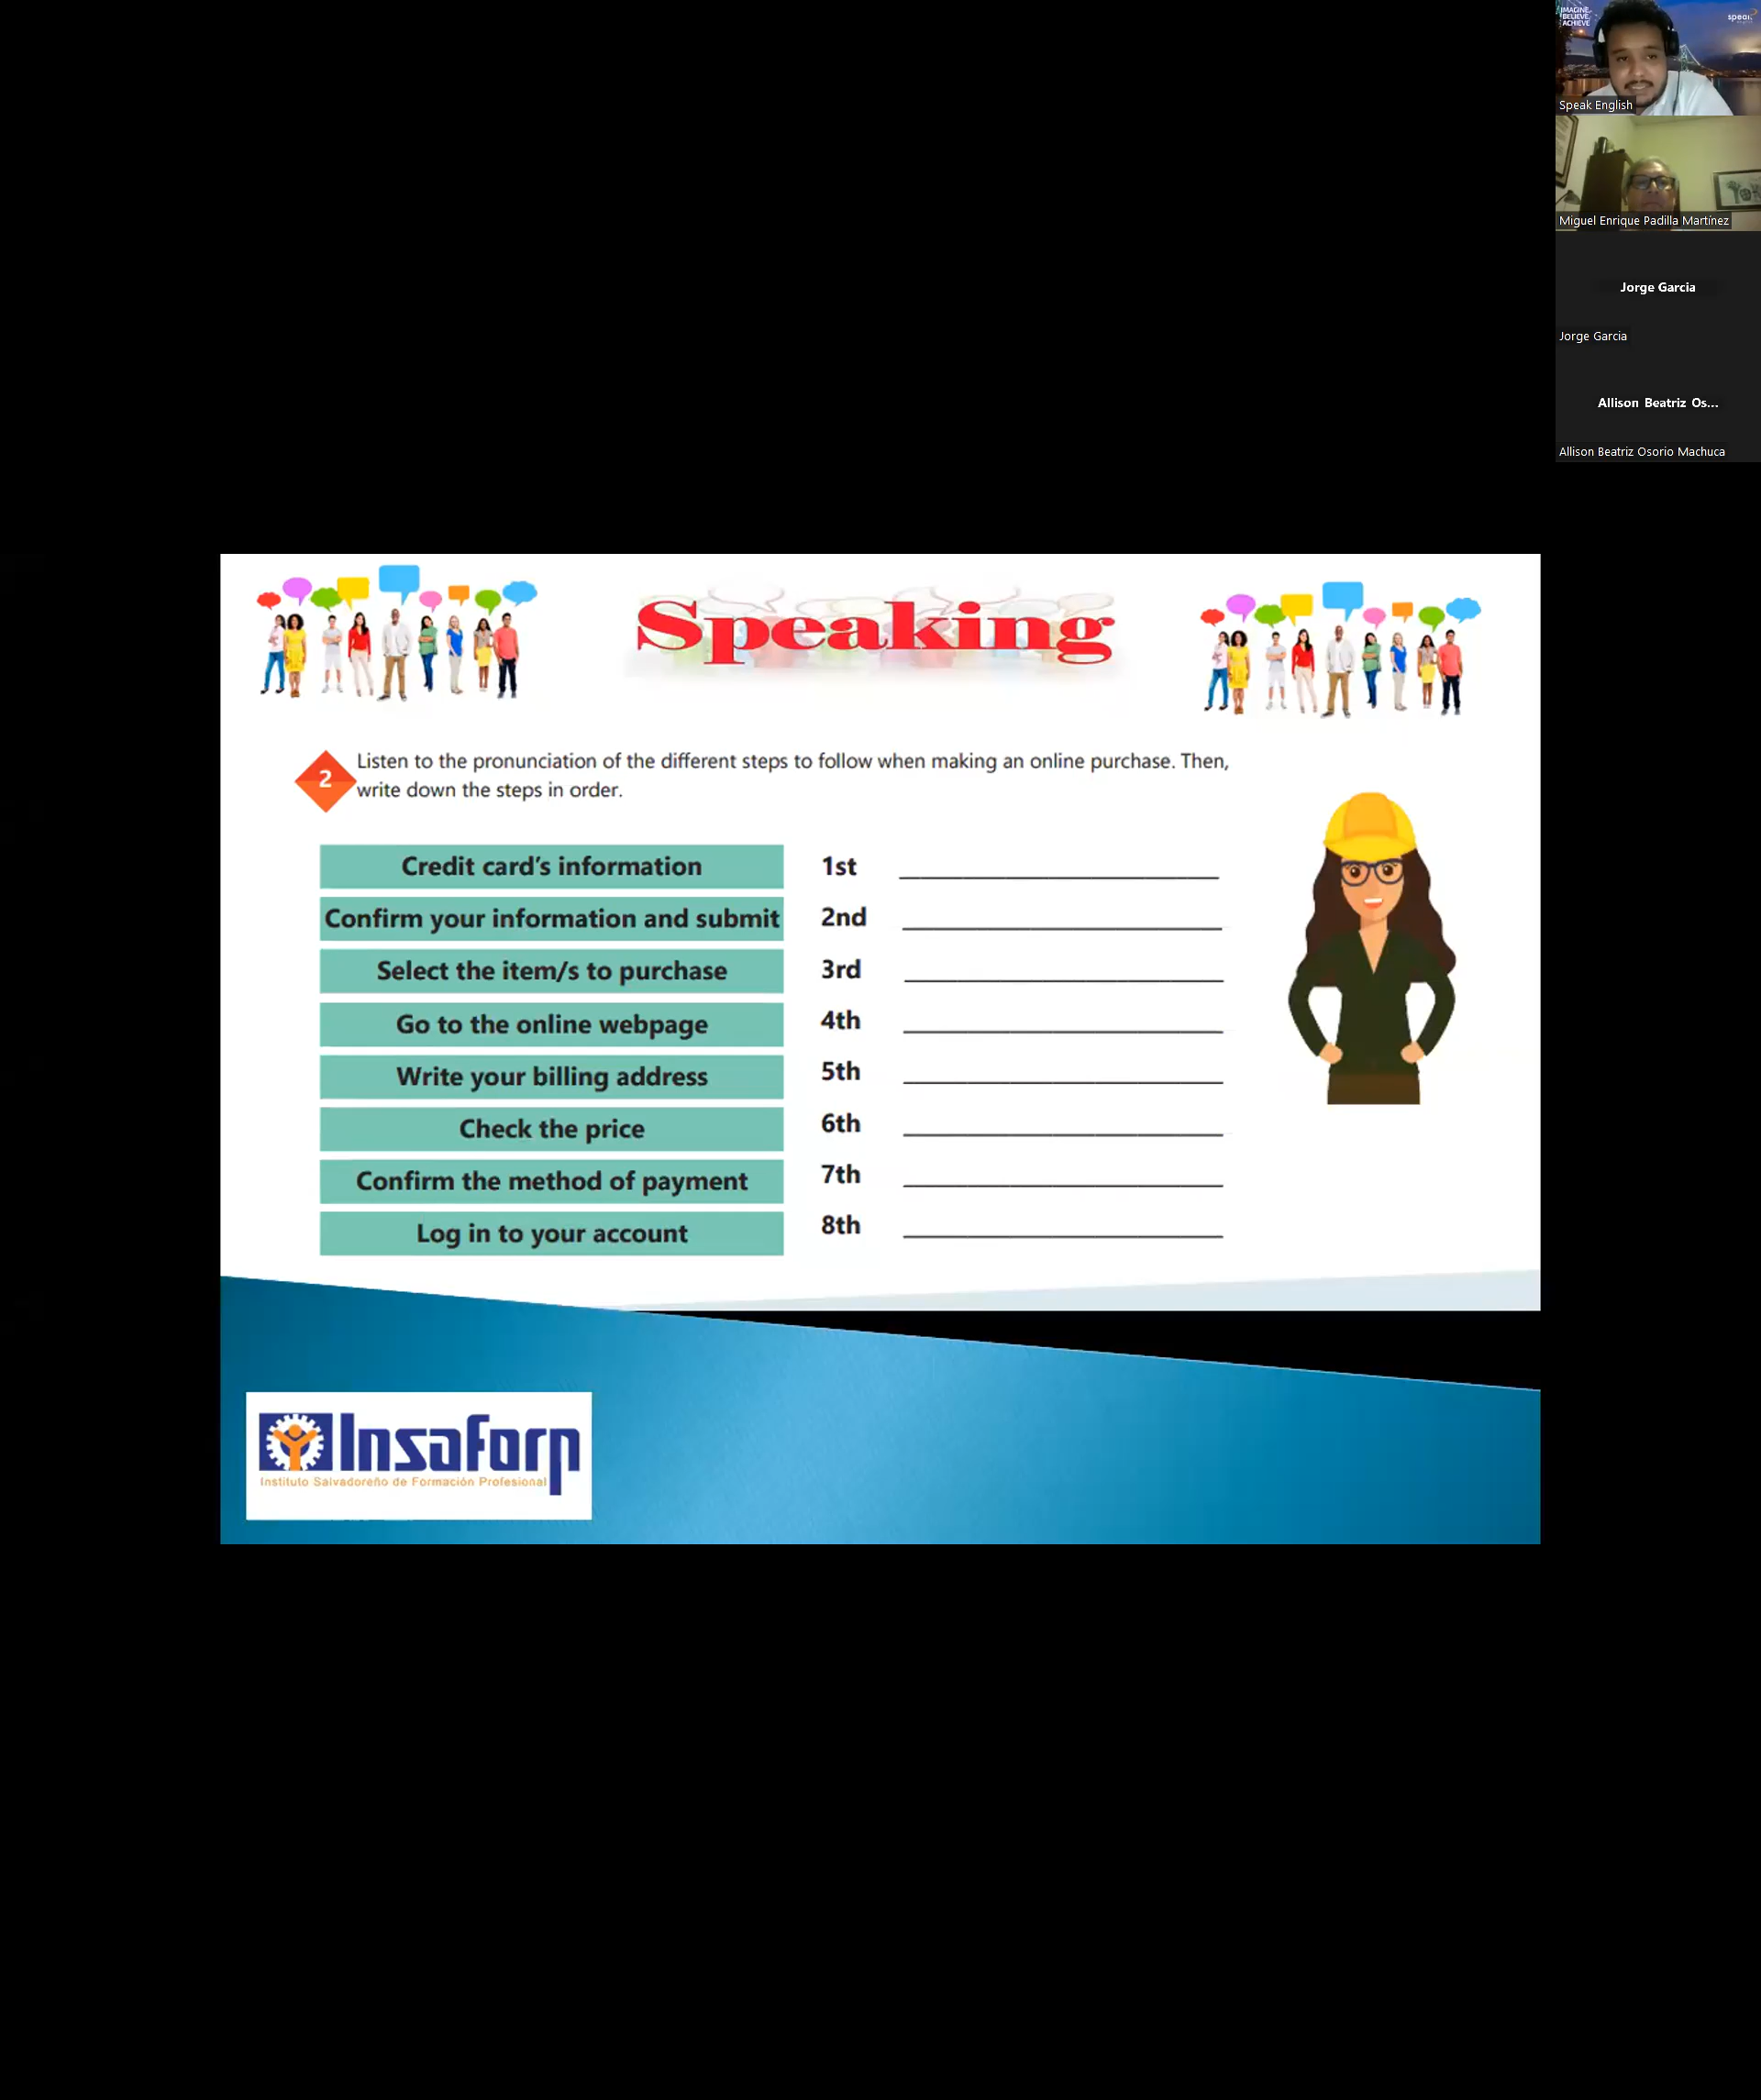 IMAGINE,
BELIEVE,
ACHIEVE
Speak English
Miguel Enrique Padilla Martínez
Jorge Garcia
Jorge Garcia
Allison Beatriz Os...
Allison Beatriz Osorio Machuca
Speaking
2
Listen to the pronunciation of the different steps to follow when making an online purchase. Then,
write down the steps in order.
Credit card's information
Confirm your information and submit
Select the item/s to purchase
Go to the online webpage
Write your billing address
Check the price
Confirm the method of payment
Log in to your account
1st
2nd
3rd
4th
5th
6th
7th
8th
Insaforp
Instituto Salvadoreño de Formación Profesional